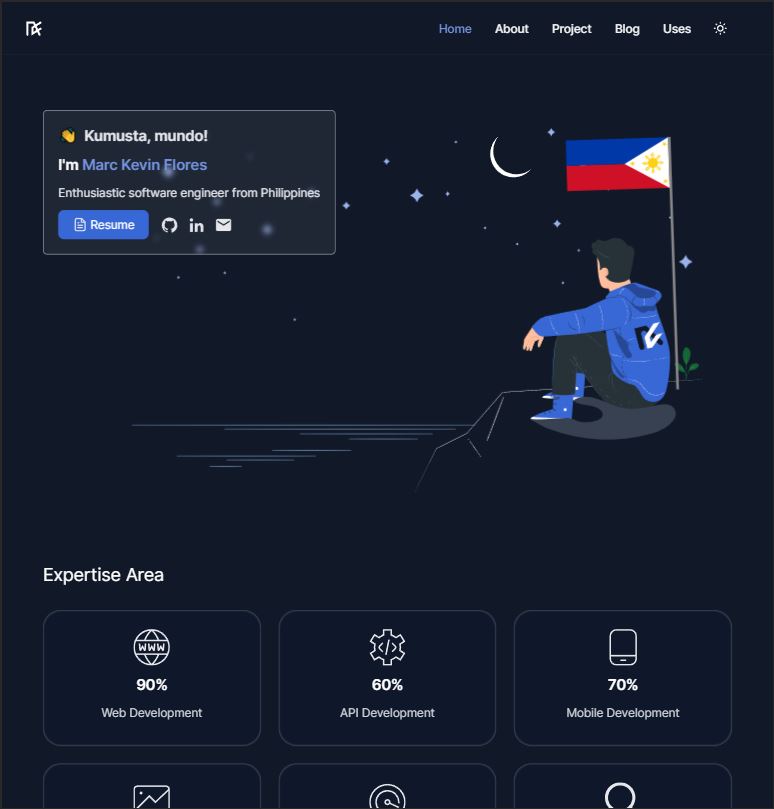 Home About Project Blog Uses
👋 Kumusta, mundo!
I'm Marc Kevin Flores
Enthusiastic software engineer from Philippines
Resume
Expertise Area
WWW
90% 60% 70%
Web Development API Development Mobile Development